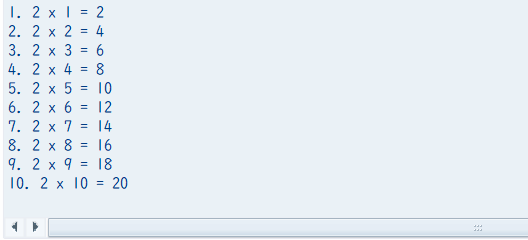 1. 2 x 1 = 2
2. 2 x 2 = 4
3. 2 x 3 = 6
4. 2 x 4 = 8
5. 2 x 5 = 10
6. 2 x 6 = 12
7. 2 x 7 = 14
8. 2 x 8 = 16
9. 2 x 9 = 18
10. 2 x 10 = 20